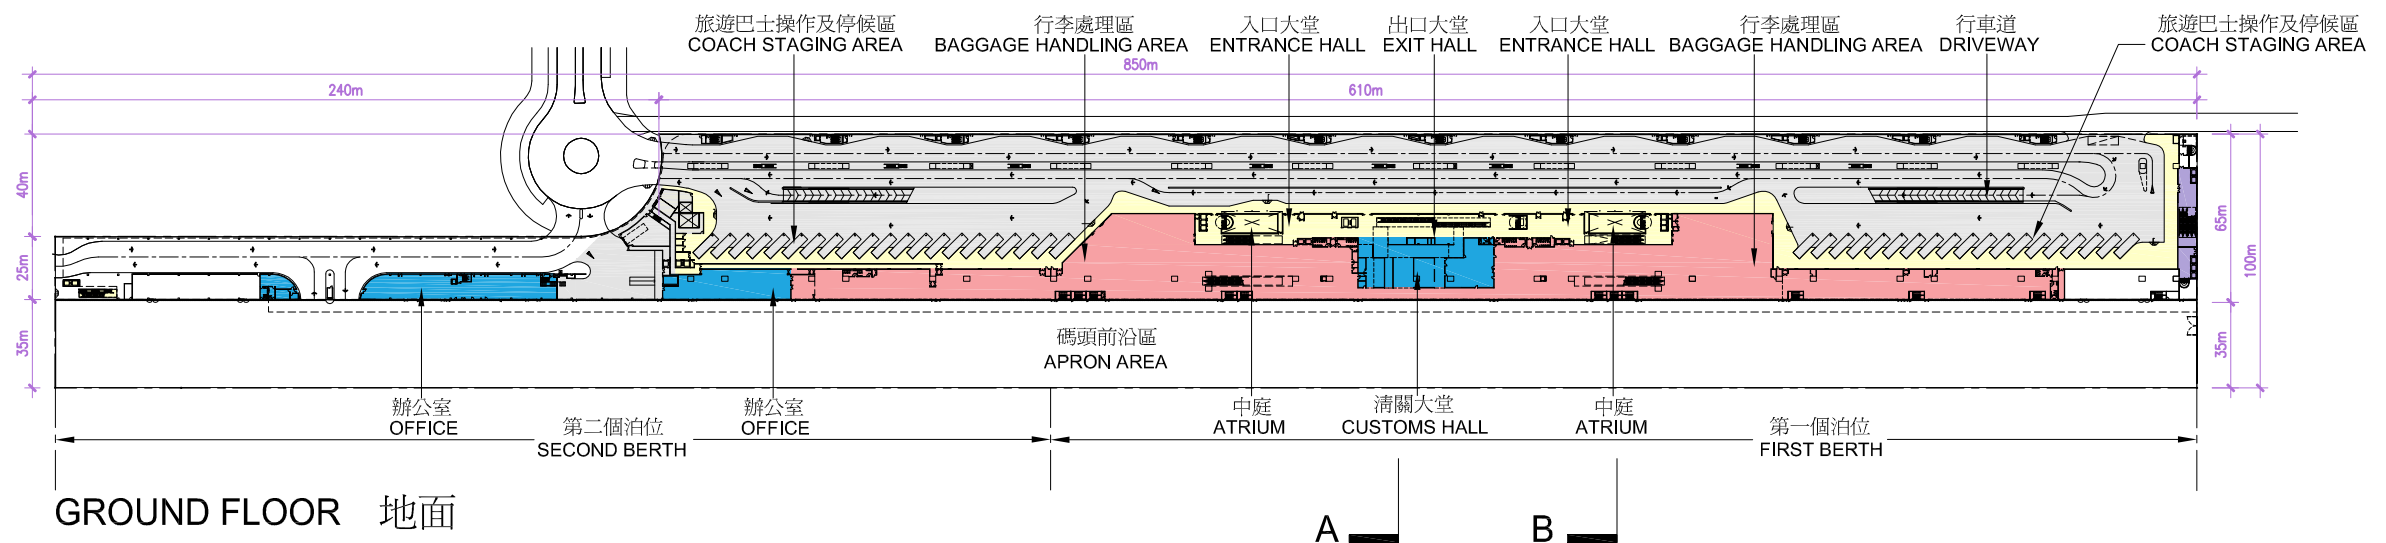 旅遊巴士操作及停候區
COACH STAGING AREA
行李處理區
BAGGAGE HANDLING AREA
入口大堂
ENTRANCE HALL
出口大堂
EXIT HALL
入口大堂
ENTRANCE HALL
行李處理區
BAGGAGE HANDLING AREA
行車道
DRIVEWAY
旅遊巴士操作及停候區
COACH STAGING AREA
850m
240m
610m
40m
25m
35m
65m
100m
35m
碼頭前沿區
APRON AREA
辦公室
OFFICE
第二個泊位
SECOND BERTH
辦公室
OFFICE
中庭
ATRIUM
清關大堂
CUSTOMS HALL
中庭
ATRIUM
第一個泊位
FIRST BERTH
GROUND FLOOR 地面
A
B